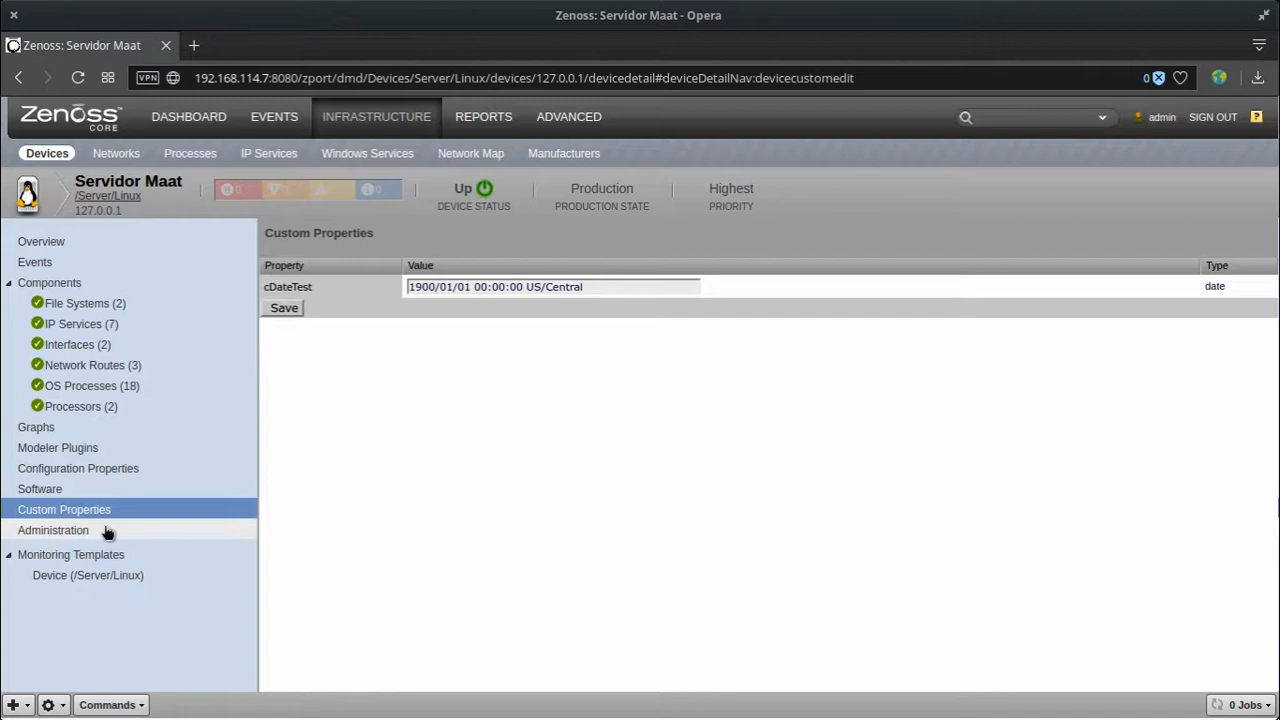 Zenoss: Servidor Maat - Opera
Zenoss: Servidor Maat
VPN 192.168.114.7:8080/zport/dmd/Devices/Server/Linux/devices/127.0.0.1/devicedetail#deviceDetailNav:devicecustomedit 0
Zenoss CORE DASHBOARD EVENTS INFRASTRUCTURE REPORTS ADVANCED admin SIGN OUT ?
Devices Networks Processes IP Services Windows Services Network Map Manufacturers
Servidor Maat
/Server/Linux
127.0.0.1
Up Production Highest
DEVICE STATUS PRODUCTION STATE PRIORITY
Overview
Events
Components
File Systems (2)
IP Services (7)
Interfaces (2)
Network Routes (3)
OS Processes (18)
Processors (2)
Graphs
Modeler Plugins
Configuration Properties
Software
Custom Properties
Administration
Monitoring Templates
Device (/Server/Linux)
Custom Properties
Property Value Type
cDateTest 1900/01/01 00:00:00 US/Central date
Save
Commands 0 Jobs